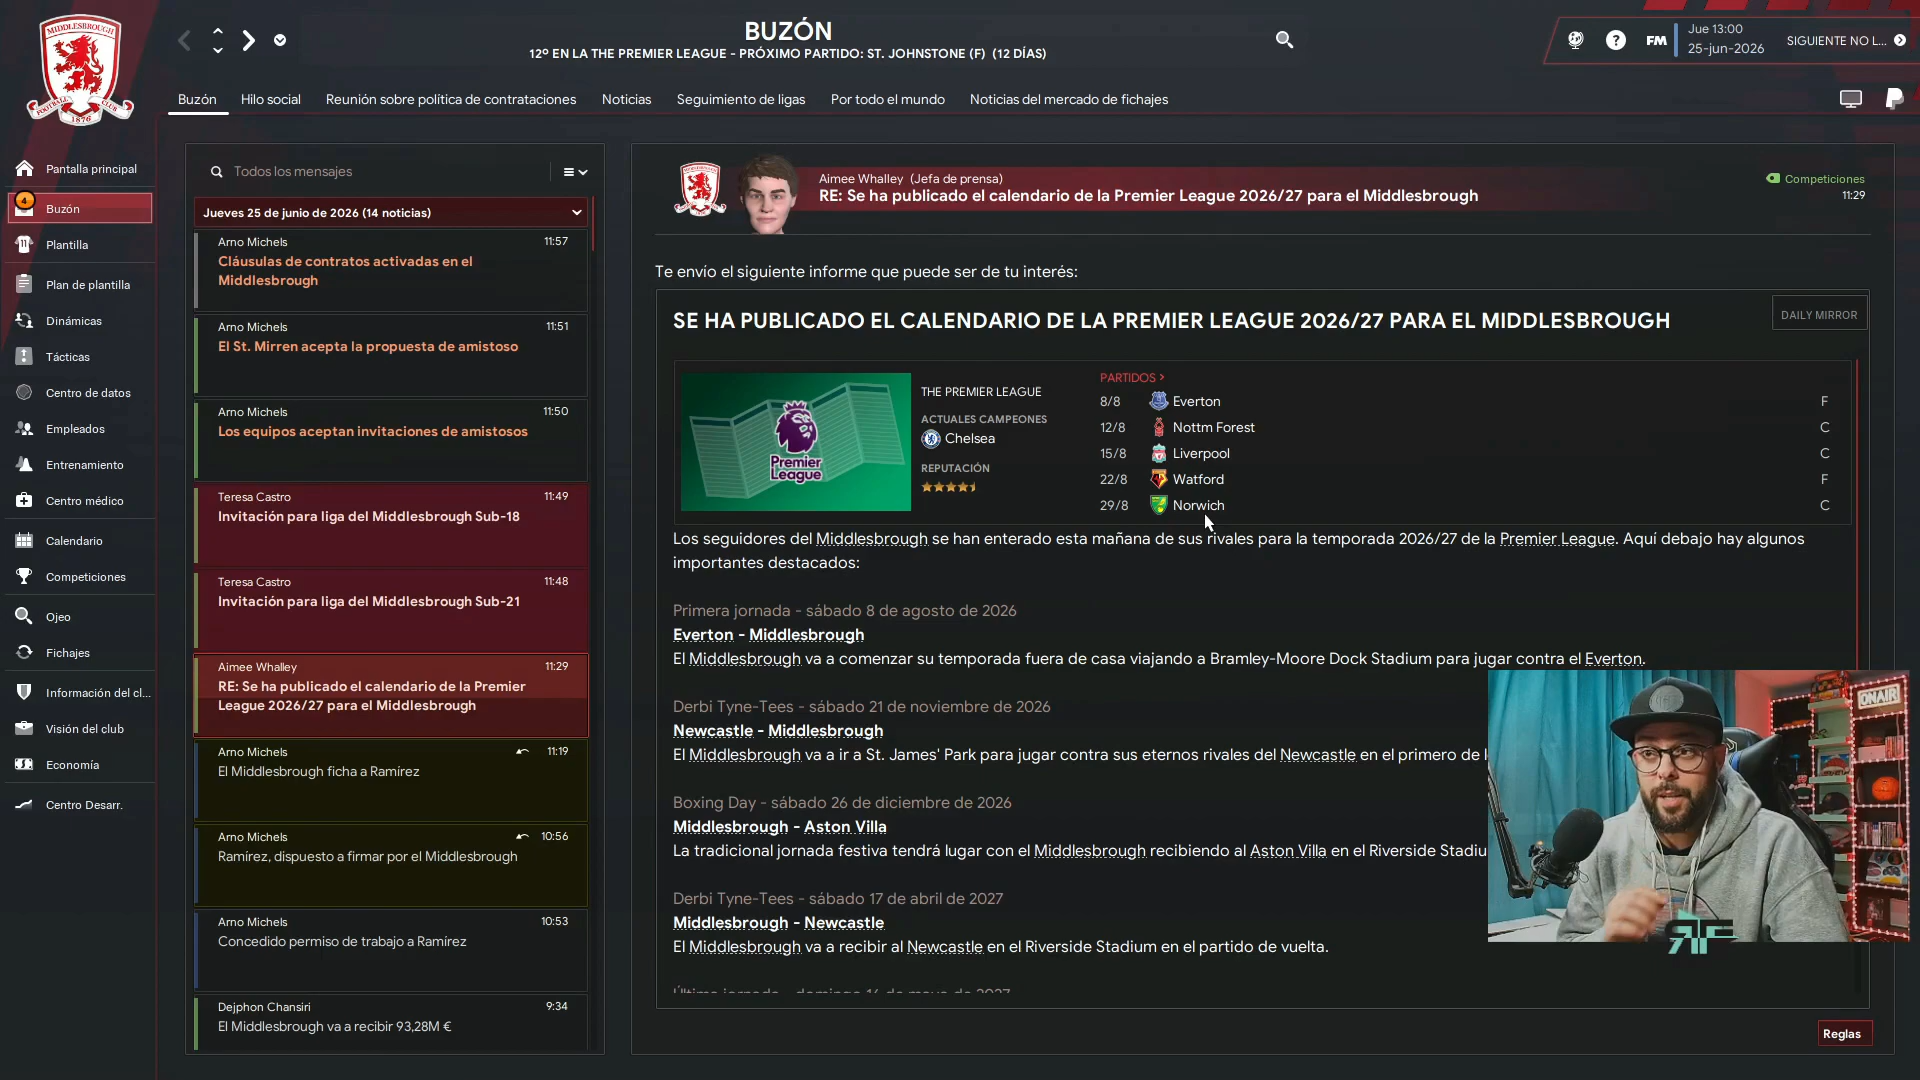 BUZÓN
12º EN LA THE PREMIER LEAGUE - PRÓXIMO PARTIDO: ST. JOHNSTONE (F) (12 DÍAS)
FM
Jue 13:00
25-jun-2026
SIGUIENTE NO L...
MIDDLESBROUGH
FOOTBALL CLUB
1876
Buzón
Hilo social
Reunión sobre política de contrataciones
Noticias
Seguimiento de ligas
Por todo el mundo
Noticias del mercado de fichajes
Pantalla principal
4
Buzón
11
Plantilla
Plan de plantilla
Dinámicas
Tácticas
Centro de datos
Empleados
Entrenamiento
Centro médico
Calendario
Competiciones
Ojeo
Fichajes
Información del cl...
Visión del club
Economía
Centro Desarr.
Todos los mensajes
Jueves 25 de junio de 2026 (14 noticias)
Arno Michels 11:57
Cláusulas de contratos activadas en el
Middlesbrough
Arno Michels 11:51
El St. Mirren acepta la propuesta de amistoso
Arno Michels 11:50
Los equipos aceptan invitaciones de amistosos
Teresa Castro 11:49
Invitación para liga del Middlesbrough Sub-18
Teresa Castro 11:48
Invitación para liga del Middlesbrough Sub-21
Aimee Whalley 11:29
RE: Se ha publicado el calendario de la Premier
League 2026/27 para el Middlesbrough
Arno Michels 11:19
El Middlesbrough ficha a Ramírez
Arno Michels 10:56
Ramírez, dispuesto a firmar por el Middlesbrough
Arno Michels 10:53
Concedido permiso de trabajo a Ramírez
Dejphon Chansiri 9:34
El Middlesbrough va a recibir 93,28M €
Aimee Whalley (Jefa de prensa)
RE: Se ha publicado el calendario de la Premier League 2026/27 para el Middlesbrough
Competiciones
11:29
Te envío el siguiente informe que puede ser de tu interés:
SE HA PUBLICADO EL CALENDARIO DE LA PREMIER LEAGUE 2026/27 PARA EL MIDDLESBROUGH
DAILY MIRROR
Premier
League
THE PREMIER LEAGUE
ACTUALES CAMPEONES
Chelsea
REPUTACIÓN
PARTIDOS >
8/8 Everton F
12/8 Nottm Forest C
15/8 Liverpool C
22/8 Watford F
29/8 Norwich C
Los seguidores del Middlesbrough se han enterado esta mañana de sus rivales para la temporada 2026/27 de la Premier League. Aquí debajo hay algunos
importantes destacados:
Primera jornada - sábado 8 de agosto de 2026
Everton - Middlesbrough
El Middlesbrough va a comenzar su temporada fuera de casa viajando a Bramley-Moore Dock Stadium para jugar contra el Everton.
Derbi Tyne-Tees - sábado 21 de noviembre de 2026
Newcastle - Middlesbrough
El Middlesbrough va a ir a St. James' Park para jugar contra sus eternos rivales del Newcastle en el primero de
Boxing Day - sábado 26 de diciembre de 2026
Middlesbrough - Aston Villa
La tradicional jornada festiva tendrá lugar con el Middlesbrough recibiendo al Aston Villa en el Riverside Stadiu
Derbi Tyne-Tees - sábado 17 de abril de 2027
Middlesbrough - Newcastle
El Middlesbrough va a recibir al Newcastle en el Riverside Stadium en el partido de vuelta.
Última jornada - domingo 16 de mayo de 2027
ON AIR
Reglas